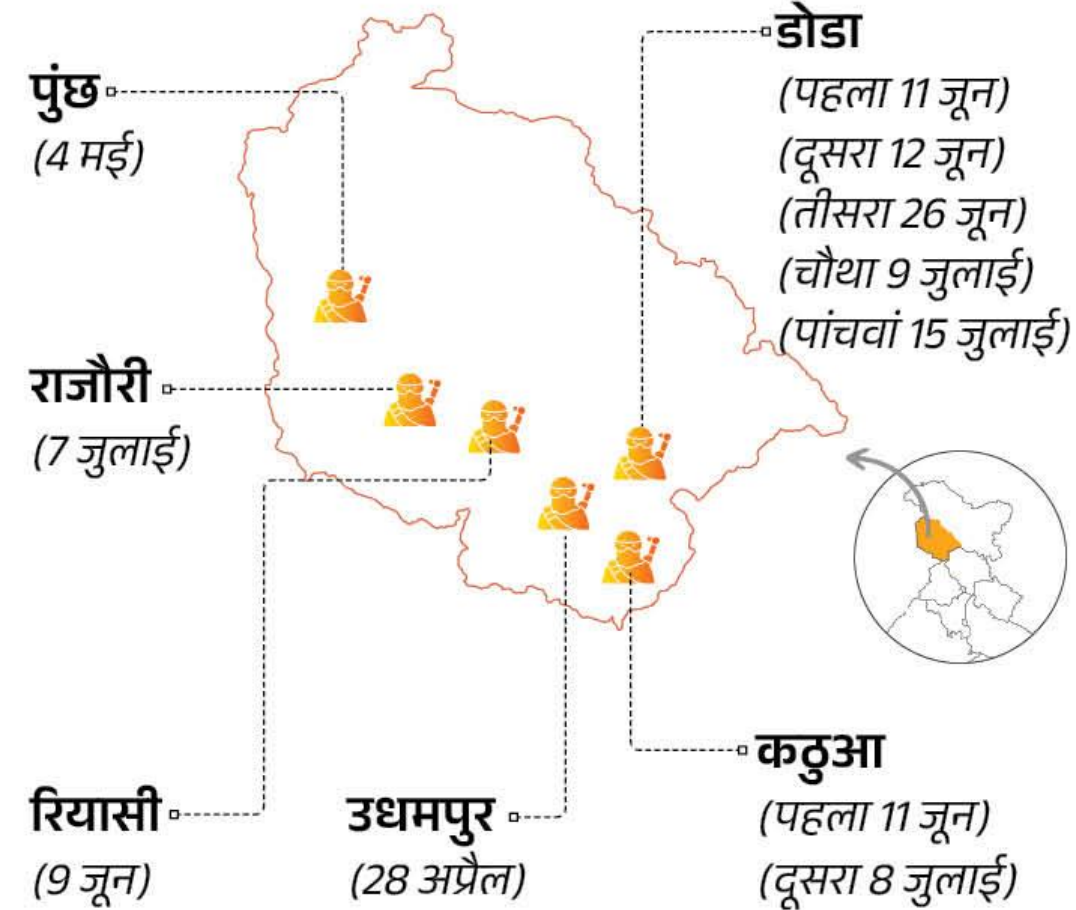 पुंछ
(4 मई)
डोडा
(पहला 11 जून)
(दूसरा 12 जून)
(तीसरा 26 जून)
(चौथा 9 जुलाई)
(पांचवां 15 जुलाई)
राजौरी
(7 जुलाई)
रियासी
(9 जून)
उधमपुर
(28 अप्रैल)
कठुआ
(पहला 11 जून)
(दूसरा 8 जुलाई)